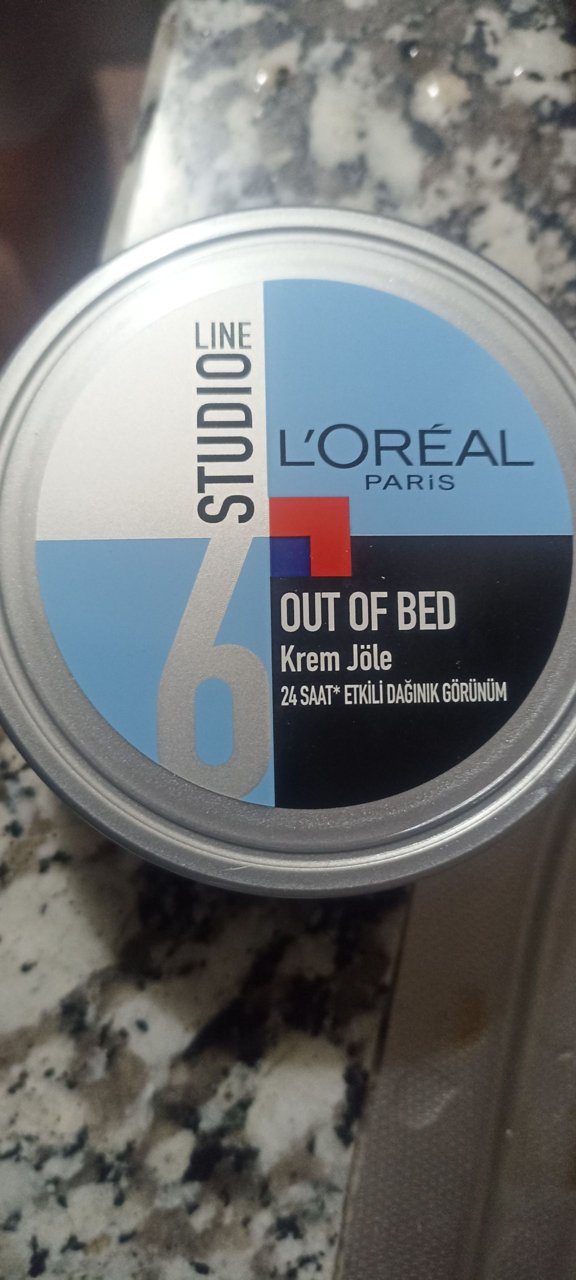 STUDIO LINE
L'ORÉAL
PARiS
6
OUT OF BED
Krem Jöle
24 SAAT* ETKİLİ DAĞINIK GÖRÜNÜM